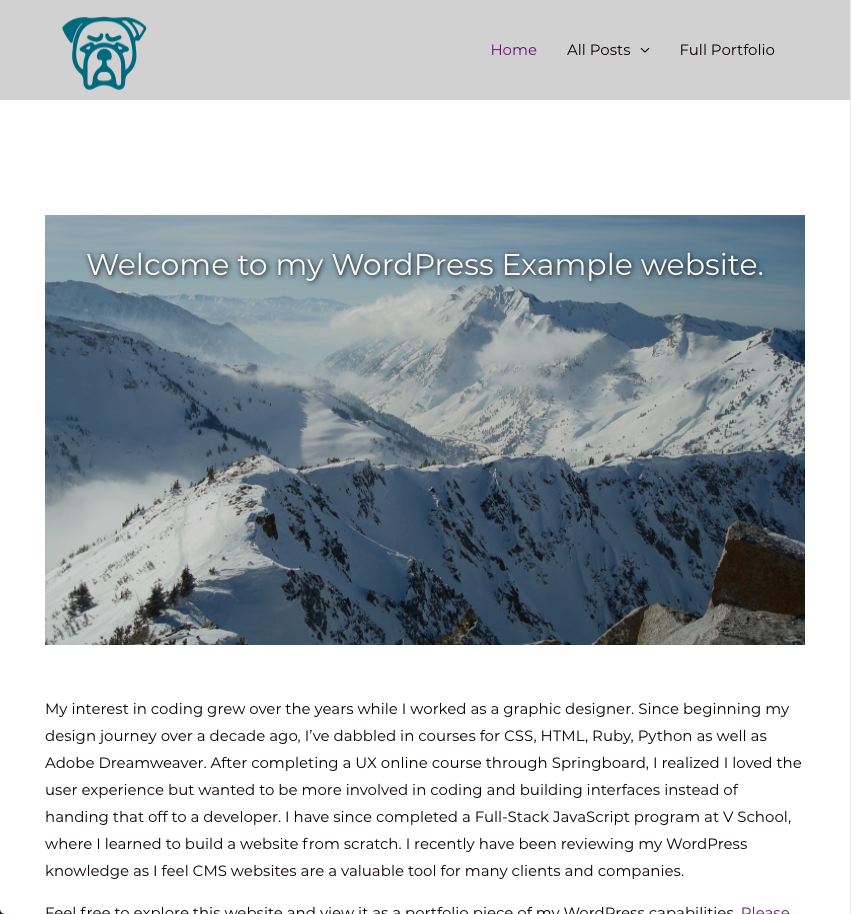 Home All Posts Full Portfolio
Welcome to my WordPress Example website.
My interest in coding grew over the years while I worked as a graphic designer. Since beginning my
design journey over a decade ago, I’ve dabbled in courses for CSS, HTML, Ruby, Python as well as
Adobe Dreamweaver. After completing a UX online course through Springboard, I realized I loved the
user experience but wanted to be more involved in coding and building interfaces instead of
handing that off to a developer. I have since completed a Full-Stack JavaScript program at V School,
where I learned to build a website from scratch. I recently have been reviewing my WordPress
knowledge as I feel CMS websites are a valuable tool for many clients and companies.
Feel free to explore this website and view it as a portfolio piece of my WordPress capabilities. Please